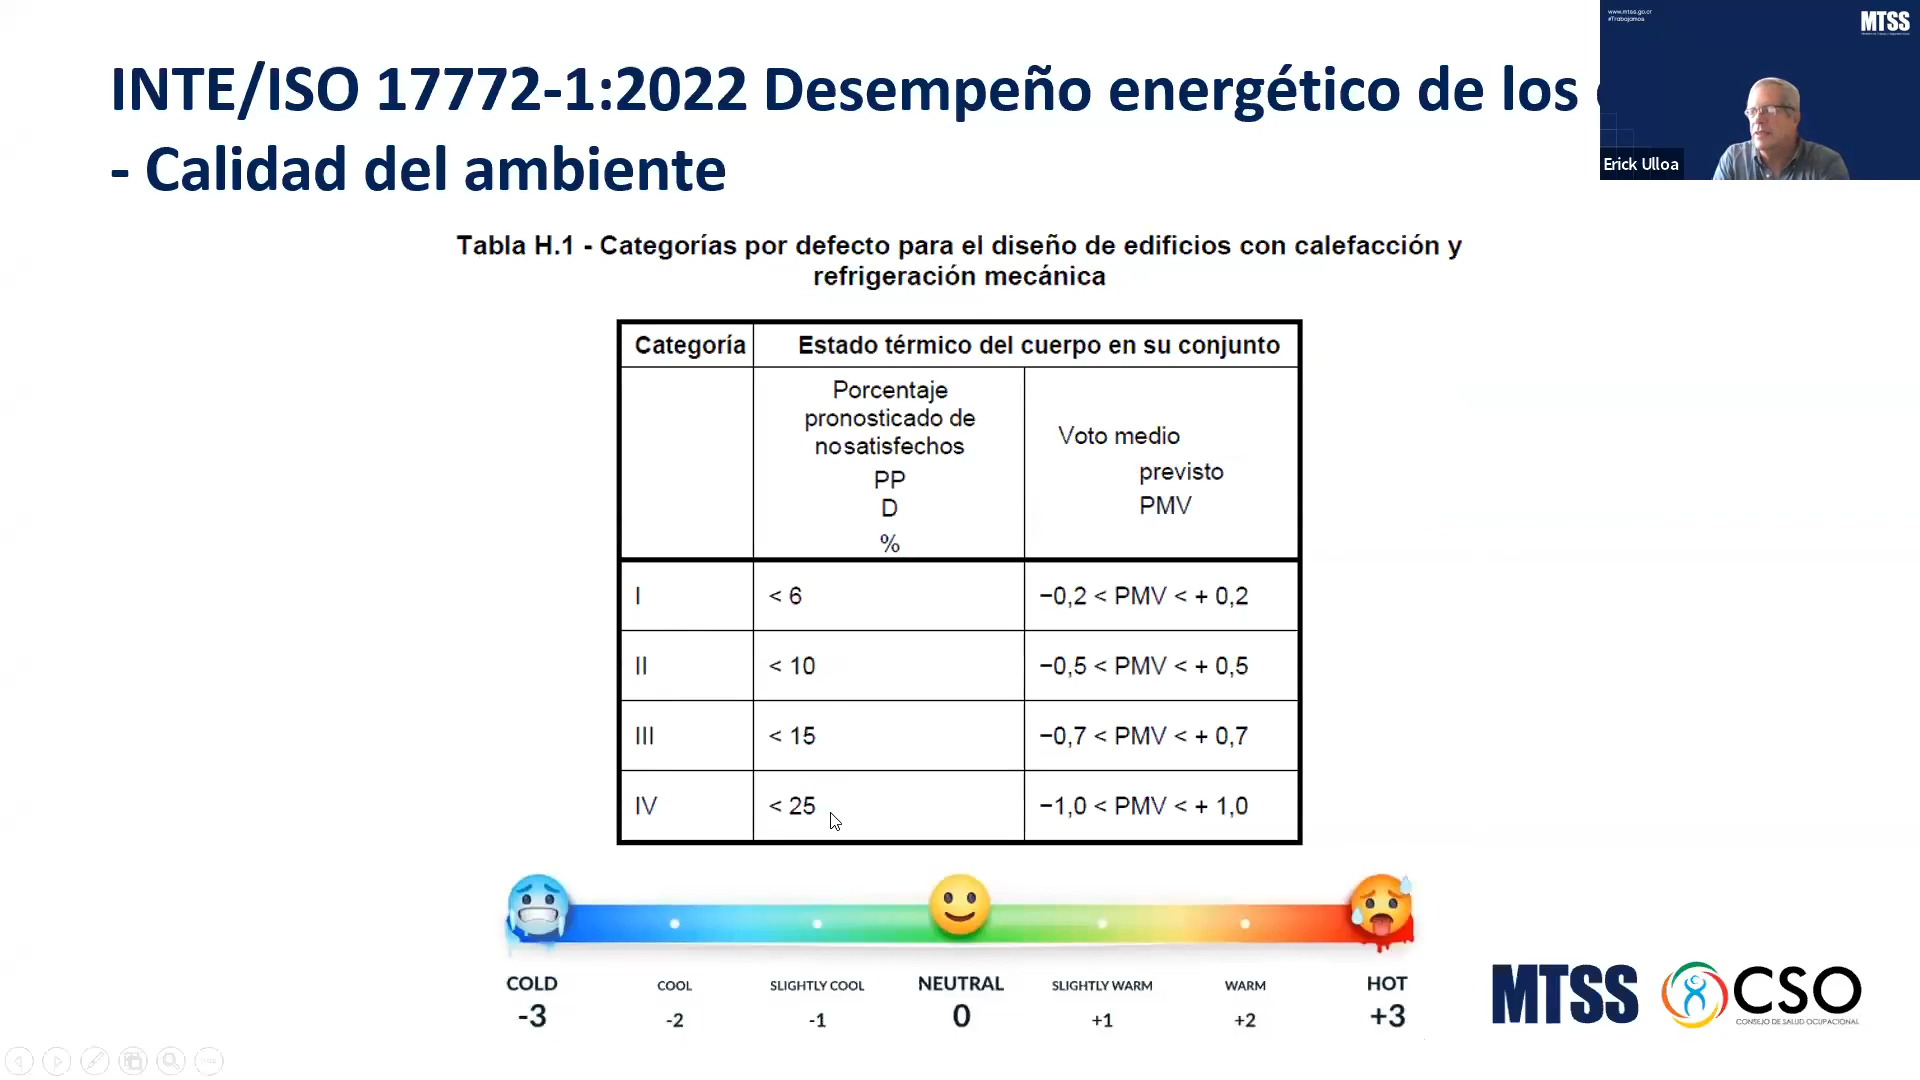 www.mtss.go.cr
#Trabajamos
MTSS
INTE/ISO 17772-1:2022 Desempeño energético de los
- Calidad del ambiente
Erick Ulloa
Tabla H.1 - Categorías por defecto para el diseño de edificios con calefacción y
refrigeración mecánica
Categoría Estado térmico del cuerpo en su conjunto
Porcentaje
pronosticado de
nosatisfechos
PP
D
%
Voto medio
previsto
PMV
I < 6 −0,2 < PMV < + 0,2
II < 10 −0,5 < PMV < + 0,5
III < 15 −0,7 < PMV < + 0,7
IV < 25 −1,0 < PMV < + 1,0
COLD COOL SLIGHTLY COOL NEUTRAL SLIGHTLY WARM WARM HOT
-3 -2 -1 0 +1 +2 +3
MTSS CSO
CONSEJO DE SALUD OCUPACIONAL